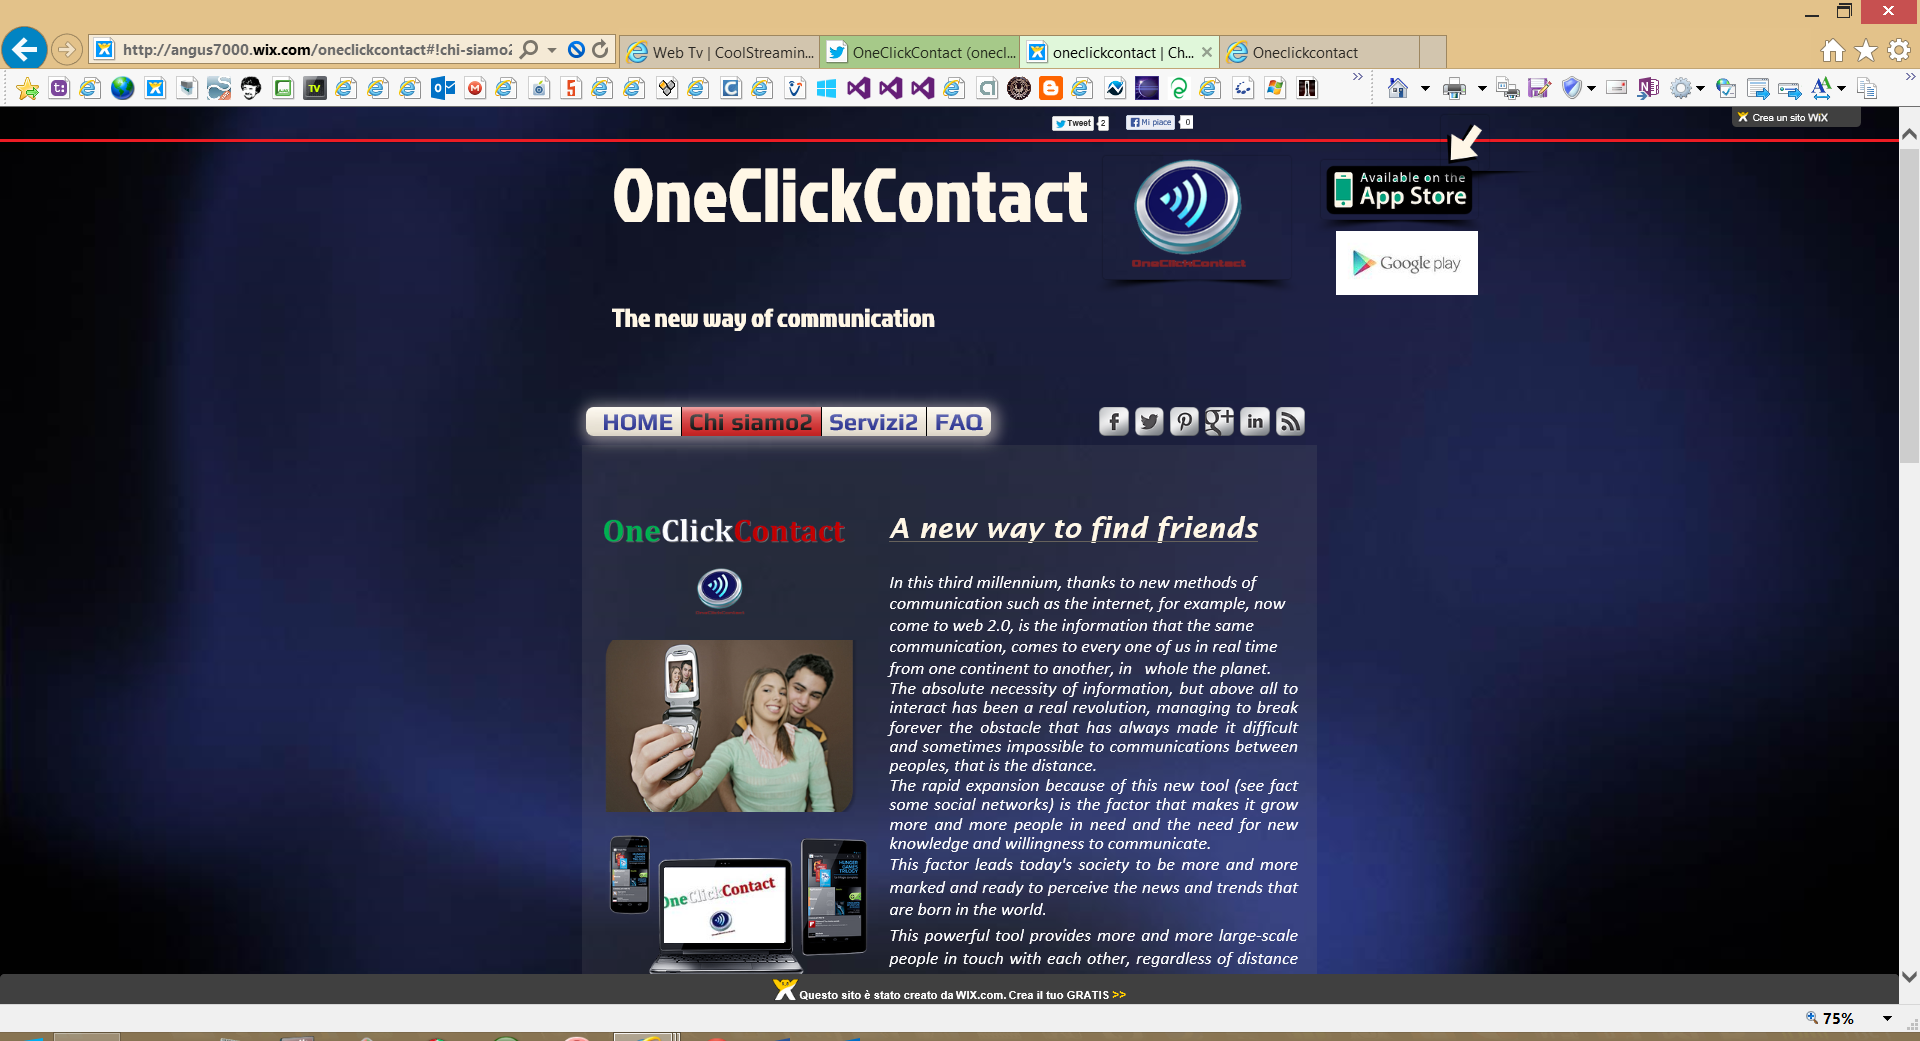 http://angus7000.wix.com/oneclickcontact#!chi-siamo2
Web Tv | CoolStreamin...
OneClickContact (onecl...
oneclickcontact | Ch...
Oneclickcontact
Tweet
2
Mi piace
0
Crea un sito WiX
OneClickContact
OneClickContact
Available on the
App Store
Google play
The new way of communication
HOME
Chi siamo2
Servizi2
FAQ
OneClickContact
A new way to find friends
In this third millennium, thanks to new methods of
communication such as the internet, for example, now
come to web 2.0, is the information that the same
communication, comes to every one of us in real time
from one continent to another, in whole the planet.
The absolute necessity of information, but above all to
interact has been a real revolution, managing to break
forever the obstacle that has always made it difficult
and sometimes impossible to communications between
peoples, that is the distance.
The rapid expansion because of this new tool (see fact
some social networks) is the factor that makes it grow
more and more people in need and the need for new
knowledge and willingness to communicate.
This factor leads today's society to be more and more
marked and ready to perceive the news and trends that
are born in the world.
This powerful tool provides more and more large-scale
people in touch with each other, regardless of distance
OneClickContact
HUNGER
GAMES
TRILOGY
Questo sito è stato creato da WIX.com. Crea il tuo GRATIS >>
75%